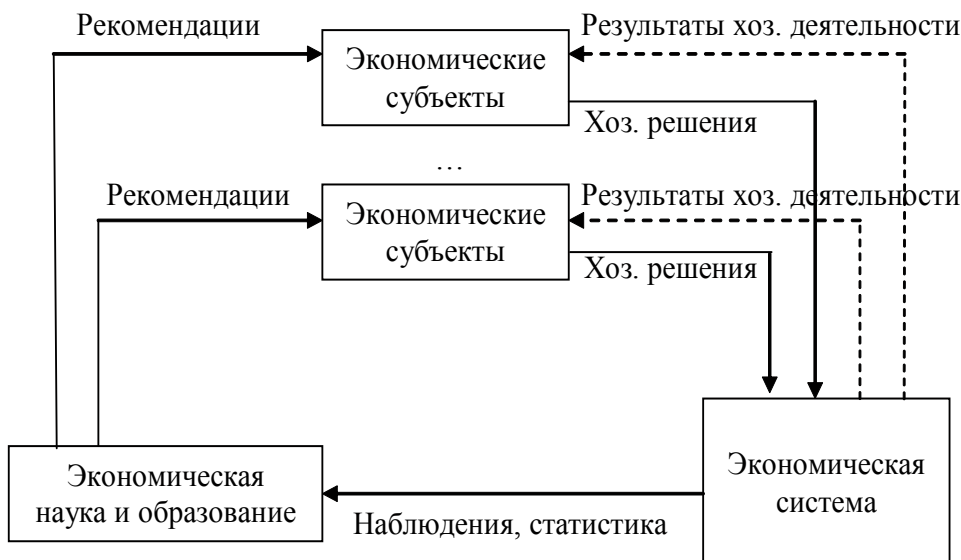 Рекомендации
Результаты хоз. деятельности
Экономические
субъекты
Хоз. решения
...
Рекомендации
Результаты хоз. деятельности
Экономические
субъекты
Хоз. решения
Экономическая
наука и образование
Экономическая
система
Наблюдения, статистика